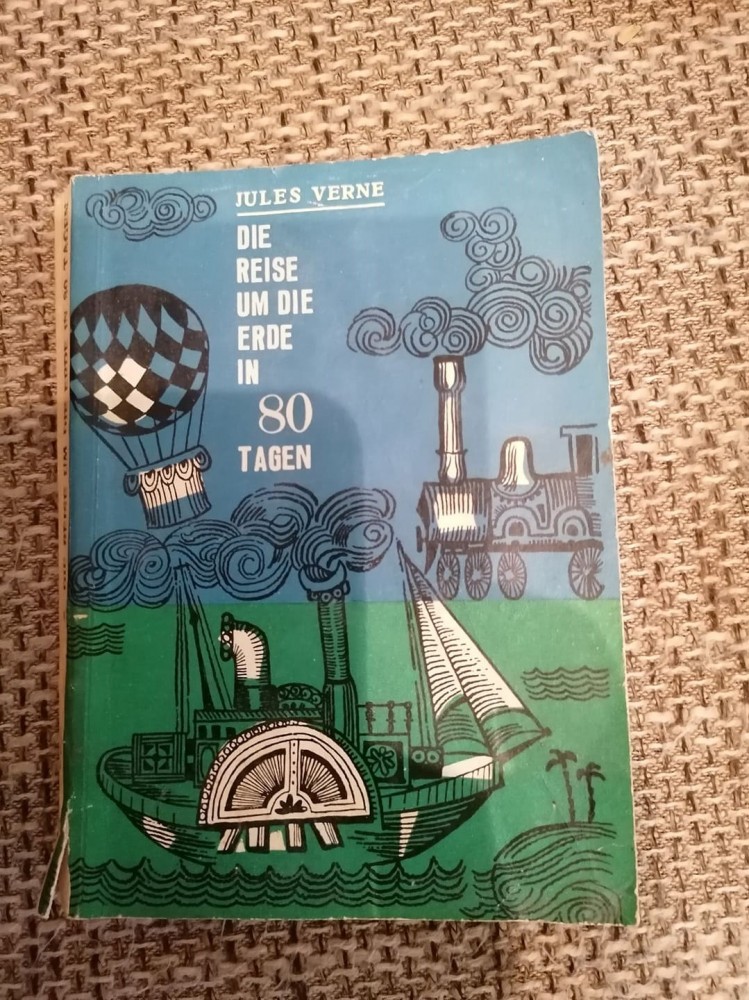 JULES VERNE
DIE
REISE
UM DIE
ERDE
IN
80
TAGEN